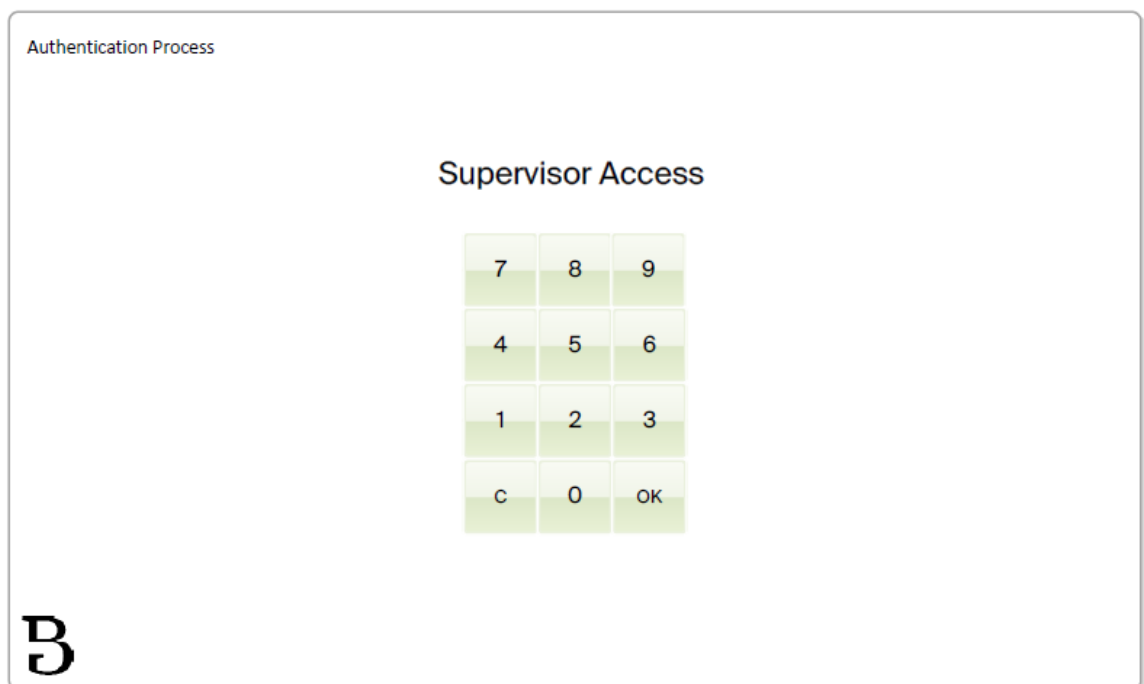 Authentication Process
Supervisor Access
7 8 9
4 5 6
1 2 3
C 0 OK